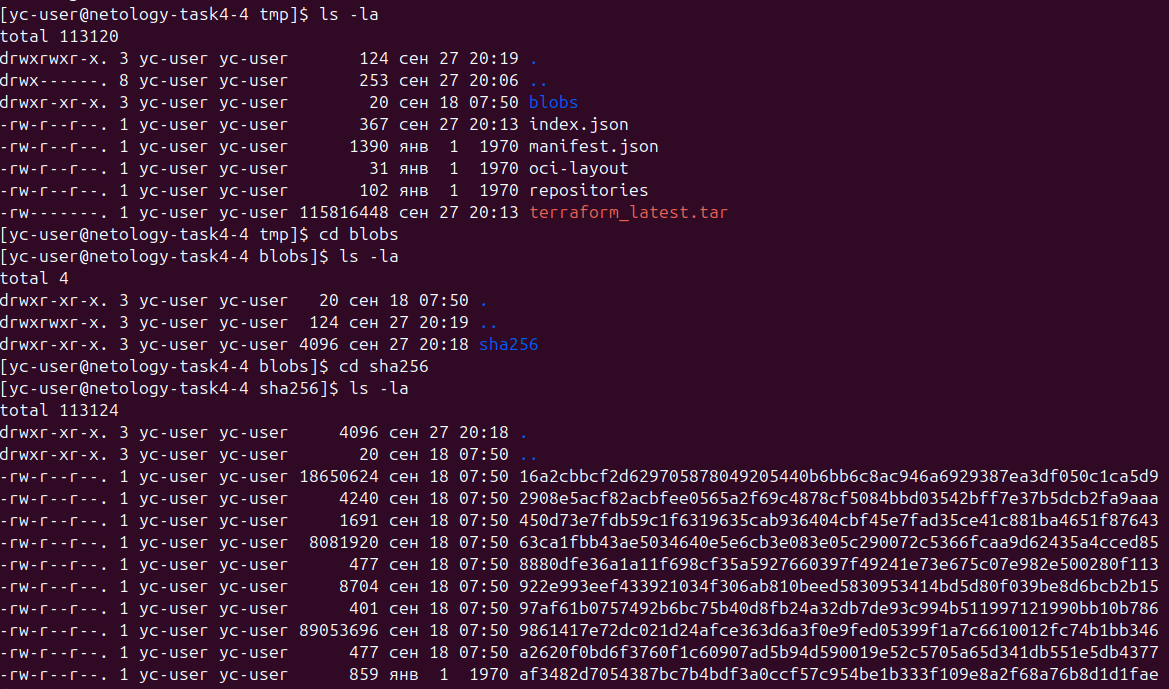 [yc-user@netology-task4-4 tmp]$ ls -la
total 113120
drwxrwxr-x. 3 yc-user yc-user       124 сен 27 20:19 .
drwx------. 8 yc-user yc-user       253 сен 27 20:06 ..
drwxr-xr-x. 3 yc-user yc-user        20 сен 18 07:50 blobs
-rw-r--r--. 1 yc-user yc-user       367 сен 27 20:13 index.json
-rw-r--r--. 1 yc-user yc-user      1390 янв  1  1970 manifest.json
-rw-r--r--. 1 yc-user yc-user        31 янв  1  1970 oci-layout
-rw-r--r--. 1 yc-user yc-user       102 янв  1  1970 repositories
-rw-------. 1 yc-user yc-user 115816448 сен 27 20:13 terraform_latest.tar
[yc-user@netology-task4-4 tmp]$ cd blobs
[yc-user@netology-task4-4 blobs]$ ls -la
total 4
drwxr-xr-x. 3 yc-user yc-user   20 сен 18 07:50 .
drwxrwxr-x. 3 yc-user yc-user  124 сен 27 20:19 ..
drwxr-xr-x. 3 yc-user yc-user 4096 сен 27 20:18 sha256
[yc-user@netology-task4-4 blobs]$ cd sha256
[yc-user@netology-task4-4 sha256]$ ls -la
total 113124
drwxr-xr-x. 3 yc-user yc-user     4096 сен 27 20:18 .
drwxr-xr-x. 3 yc-user yc-user       20 сен 18 07:50 ..
-rw-r--r--. 1 yc-user yc-user 18650624 сен 18 07:50 16a2cbbcf2d629705878049205440b6bb6c8ac946a6929387ea3df050c1ca5d9
-rw-r--r--. 1 yc-user yc-user     4240 сен 18 07:50 2908e5acf82acbfee0565a2f69c4878cf5084bbd03542bff7e37b5dcb2fa9aaa
-rw-r--r--. 1 yc-user yc-user     1691 сен 18 07:50 450d73e7fdb59c1f6319635cab936404cbf45e7fad35ce41c881ba4651f87643
-rw-r--r--. 1 yc-user yc-user  8081920 сен 18 07:50 63ca1fbb43ae5034640e5e6cb3e083e05c290072c5366fcaa9d62435a4cced85
-rw-r--r--. 1 yc-user yc-user      477 сен 18 07:50 8880dfe36a1a11f698cf35a5927660397f49241e73e675c07e982e500280f113
-rw-r--r--. 1 yc-user yc-user     8704 сен 18 07:50 922e993eef433921034f306ab810beed5830953414bd5d80f039be8d6bcb2b15
-rw-r--r--. 1 yc-user yc-user      401 сен 18 07:50 97af61b0757492b6bc75b40d8fb24a32db7de93c994b511997121990bb10b786
-rw-r--r--. 1 yc-user yc-user 89053696 сен 18 07:50 9861417e72dc021d24afce363d6a3f0e9fed05399f1a7c6610012fc74b1bb346
-rw-r--r--. 1 yc-user yc-user      477 сен 18 07:50 a2620f0bd6f3760f1c60907ad5b94d590019e52c5705a65d341db551e5db4377
-rw-r--r--. 1 yc-user yc-user      859 янв  1  1970 af3482d7054387bc7b4bdf3a0ccf57c954be1b333f109e8a2f68a76b8d1d1fae